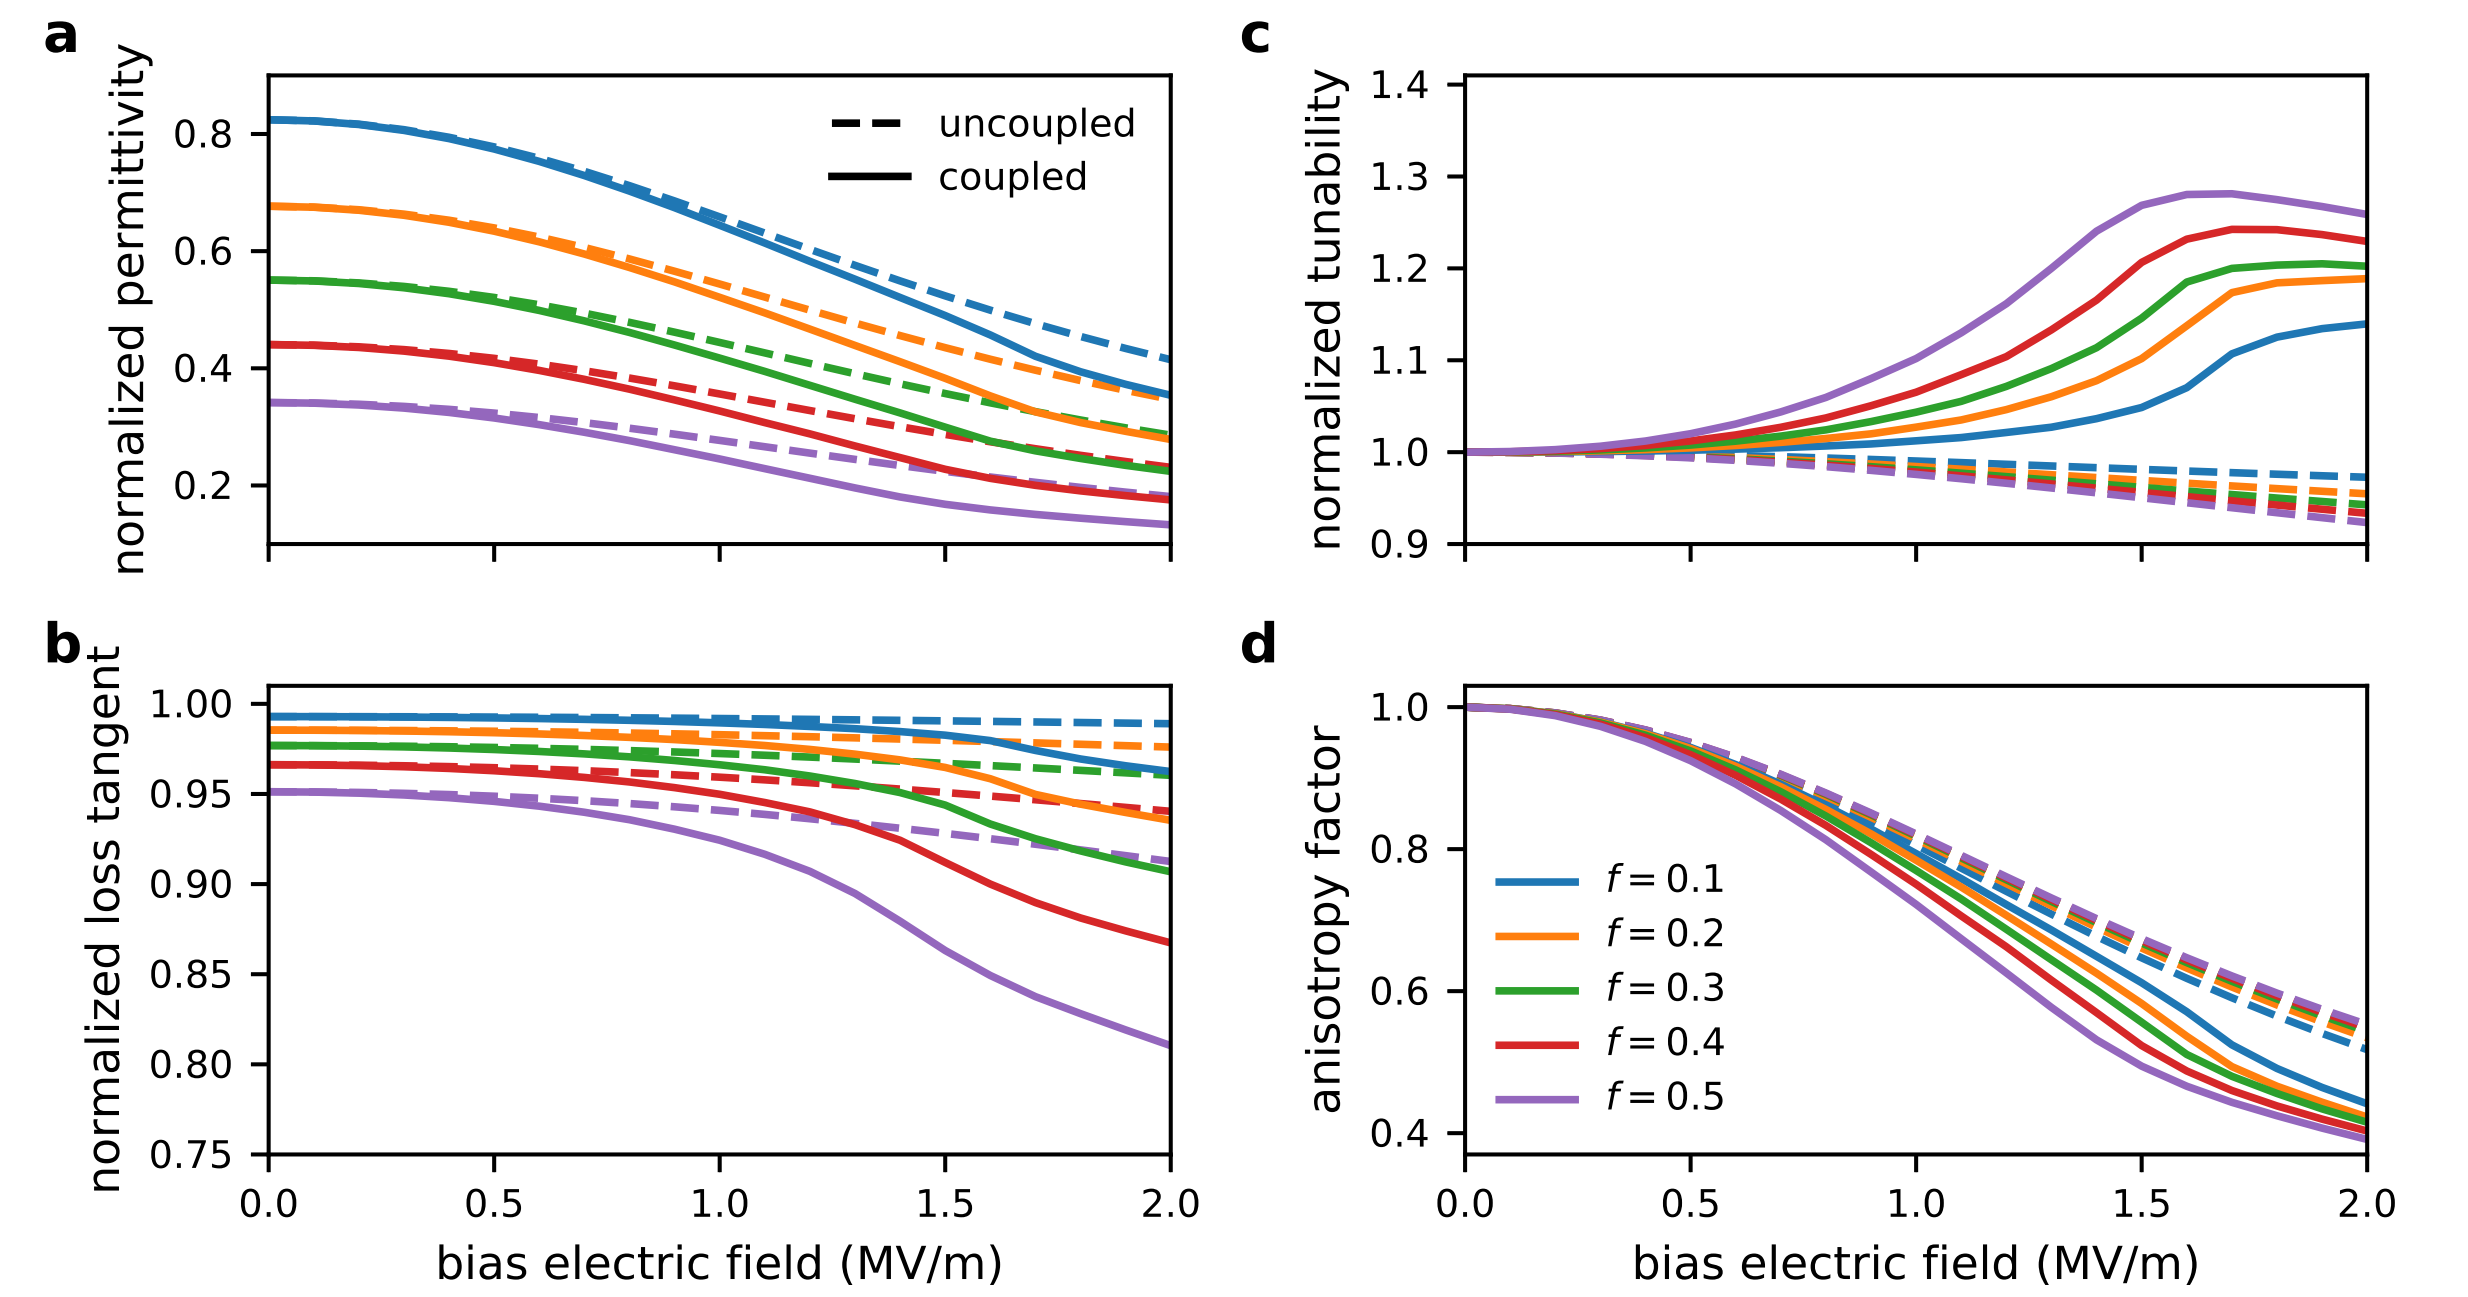 a
normalized permittivity
0.8
0.6
0.4
0.2
uncoupled
coupled
b
normalized loss tangent
1.00
0.95
0.90
0.85
0.80
0.75
0.0 0.5 1.0 1.5 2.0
bias electric field (MV/m)
c
normalized tunability
1.4
1.3
1.2
1.1
1.0
0.9
d
anisotropy factor
1.0
0.8
0.6
0.4
f = 0.1
f = 0.2
f = 0.3
f = 0.4
f = 0.5
0.0 0.5 1.0 1.5 2.0
bias electric field (MV/m)